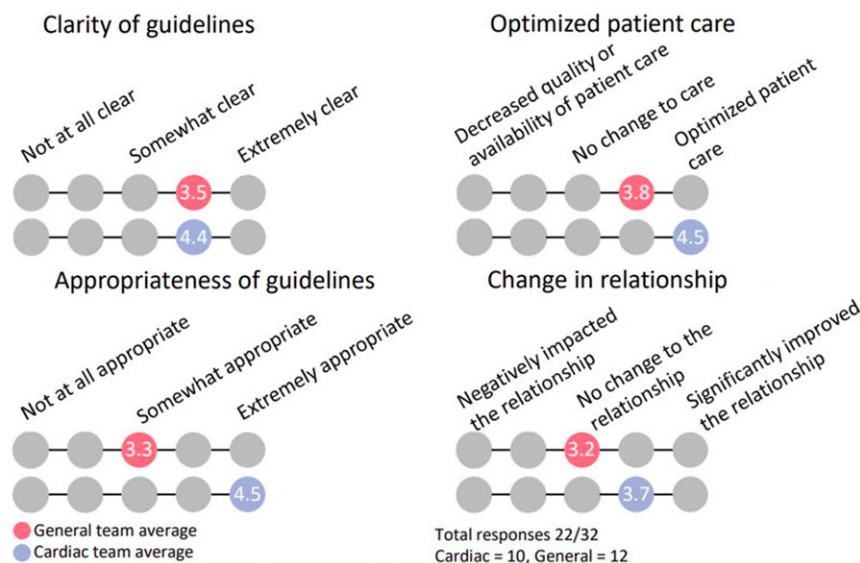 Clarity of guidelines
Not at all clear
Somewhat clear
Extremely clear
3.5
4.4
Optimized patient care
Decreased quality or
availability of patient care
No change to care
Optimized patient
care
3.8
4.5
Appropriateness of guidelines
Not at all appropriate
Somewhat appropriate
Extremely appropriate
3.3
4.5
General team average
Cardiac team average
Change in relationship
Negatively impacted
the relationship
No change to the
relationship
Significantly improved
the relationship
3.2
3.7
Total responses 22/32
Cardiac = 10, General = 12